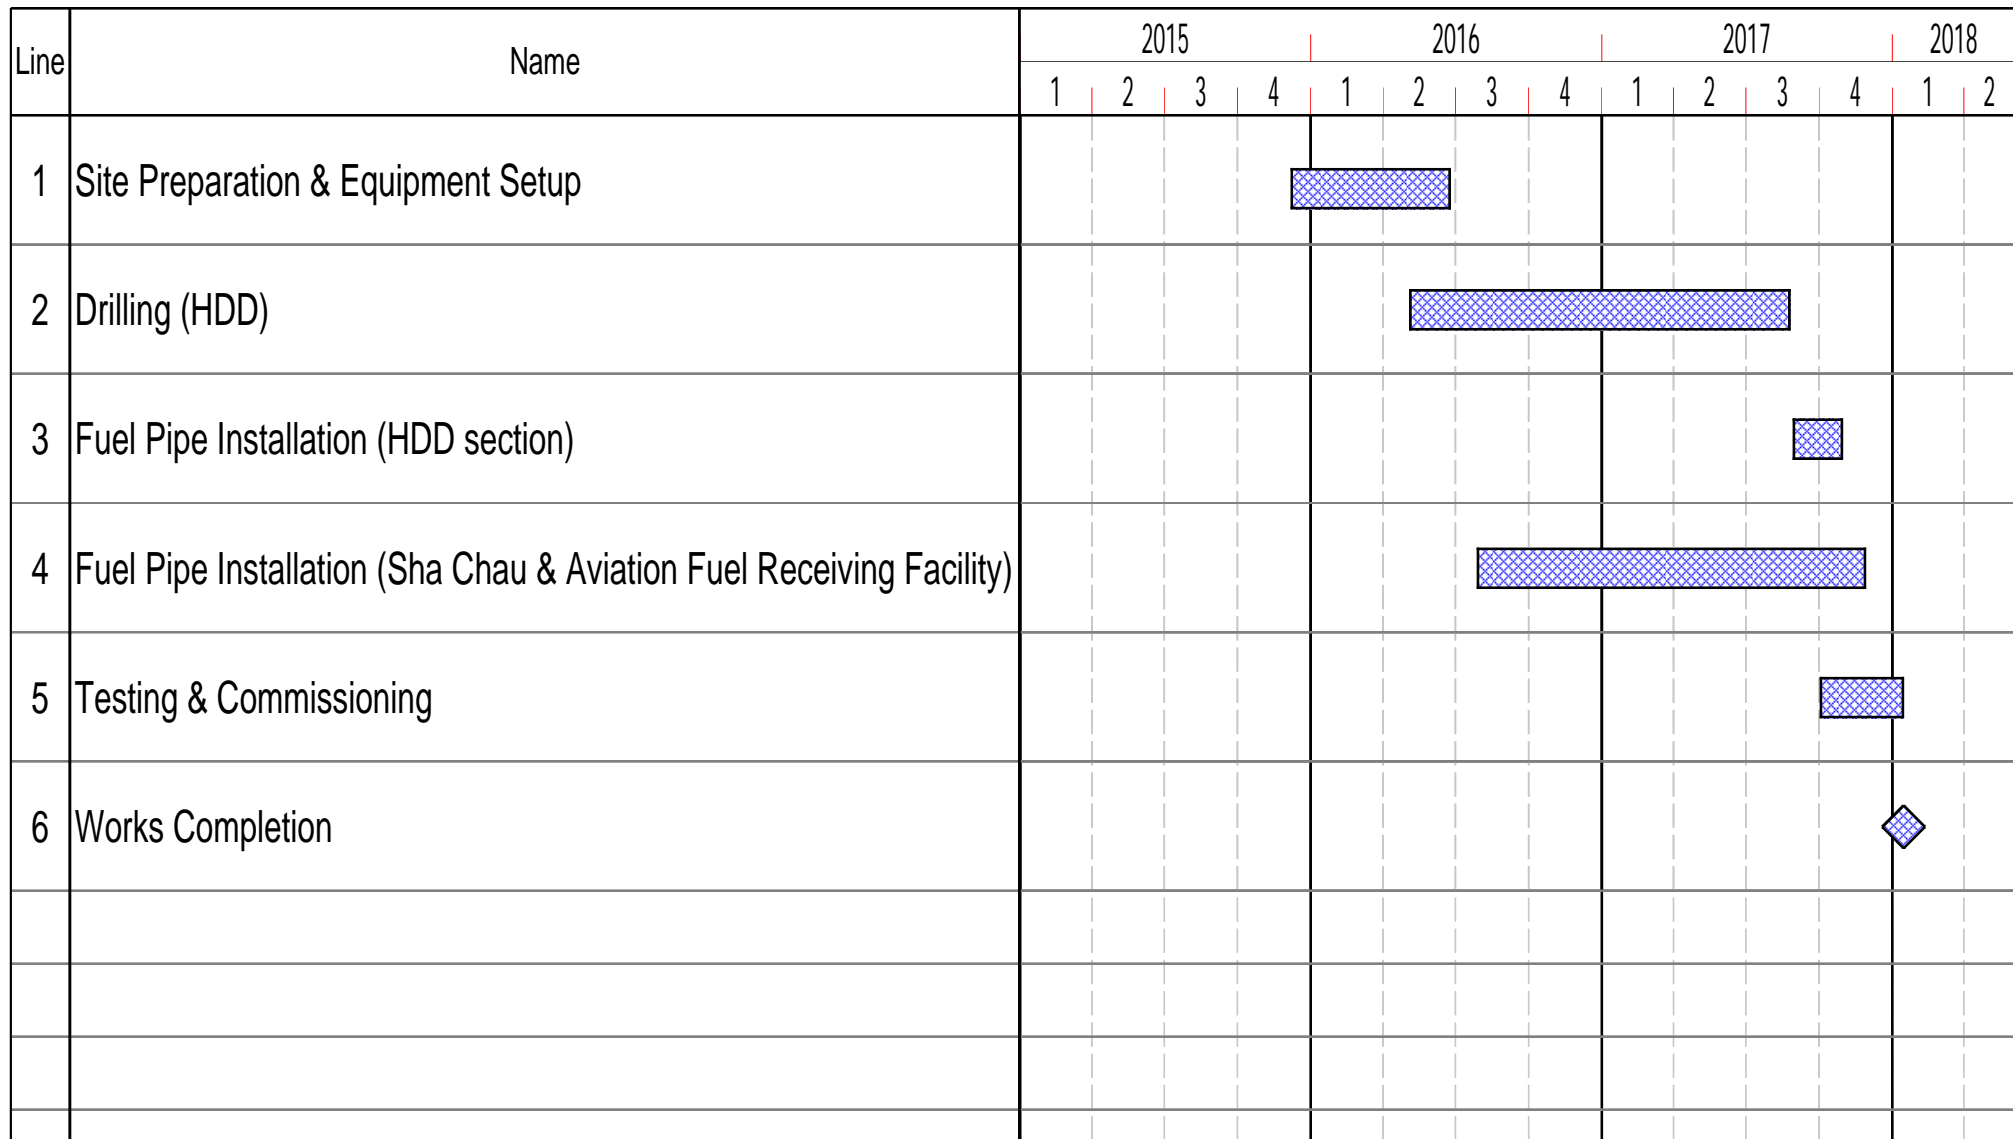 Line Name 2015 2016 2017 2018
1 2 3 4 1 2 3 4 1 2 3 4 1 2
1 Site Preparation & Equipment Setup
2 Drilling (HDD)
3 Fuel Pipe Installation (HDD section)
4 Fuel Pipe Installation (Sha Chau & Aviation Fuel Receiving Facility)
5 Testing & Commissioning
6 Works Completion